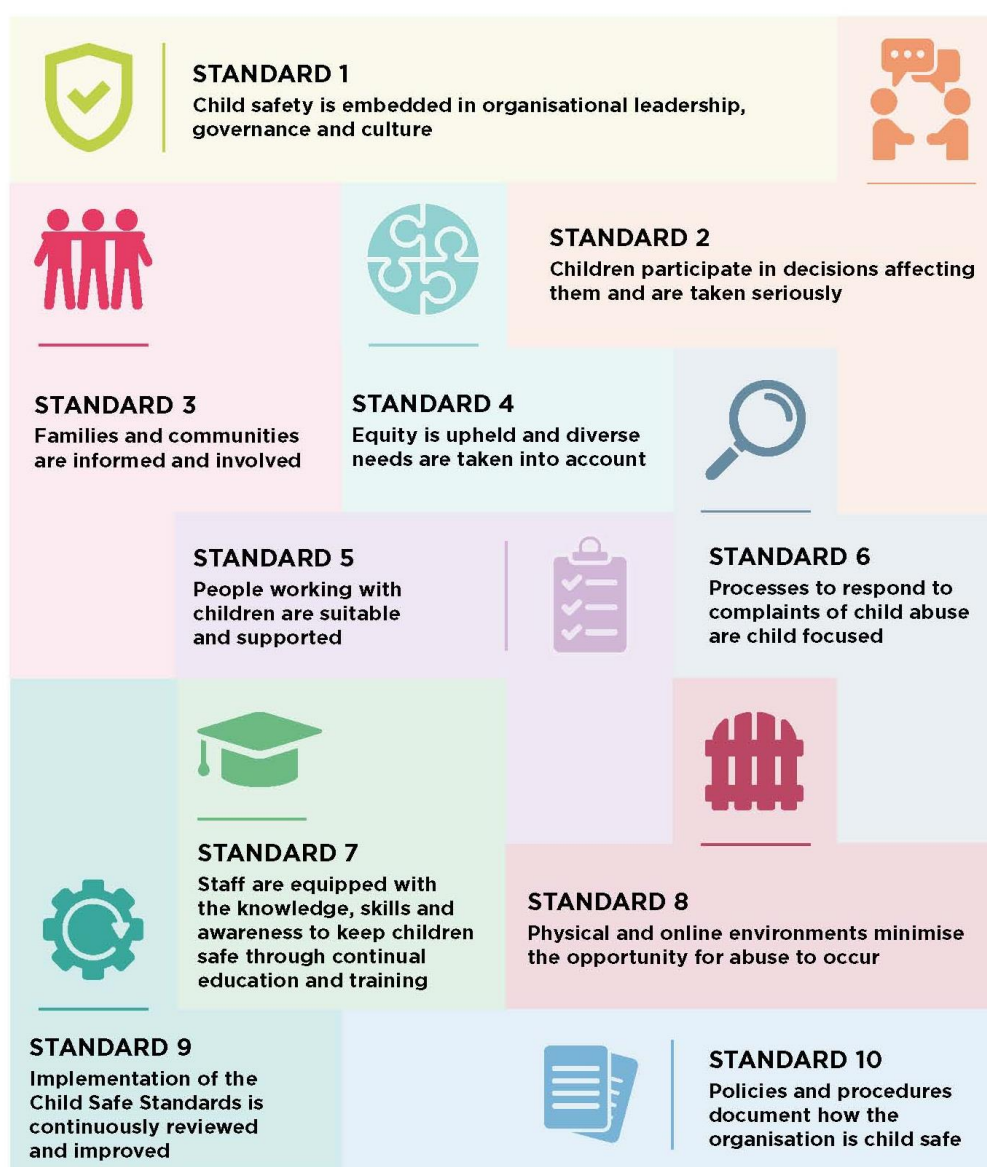 STANDARD 1
Child safety is embedded in organisational leadership,
governance and culture
STANDARD 2
Children participate in decisions affecting
them and are taken seriously
STANDARD 3
Families and communities
are informed and involved
STANDARD 4
Equity is upheld and diverse
needs are taken into account
STANDARD 5
People working with
children are suitable
and supported
STANDARD 6
Processes to respond to
complaints of child abuse
are child focused
STANDARD 7
Staff are equipped with
the knowledge, skills and
awareness to keep children
safe through continual
education and training
STANDARD 8
Physical and online environments minimise
the opportunity for abuse to occur
STANDARD 9
Implementation of the
Child Safe Standards is
continuously reviewed
and improved
STANDARD 10
Policies and procedures
document how the
organisation is child safe